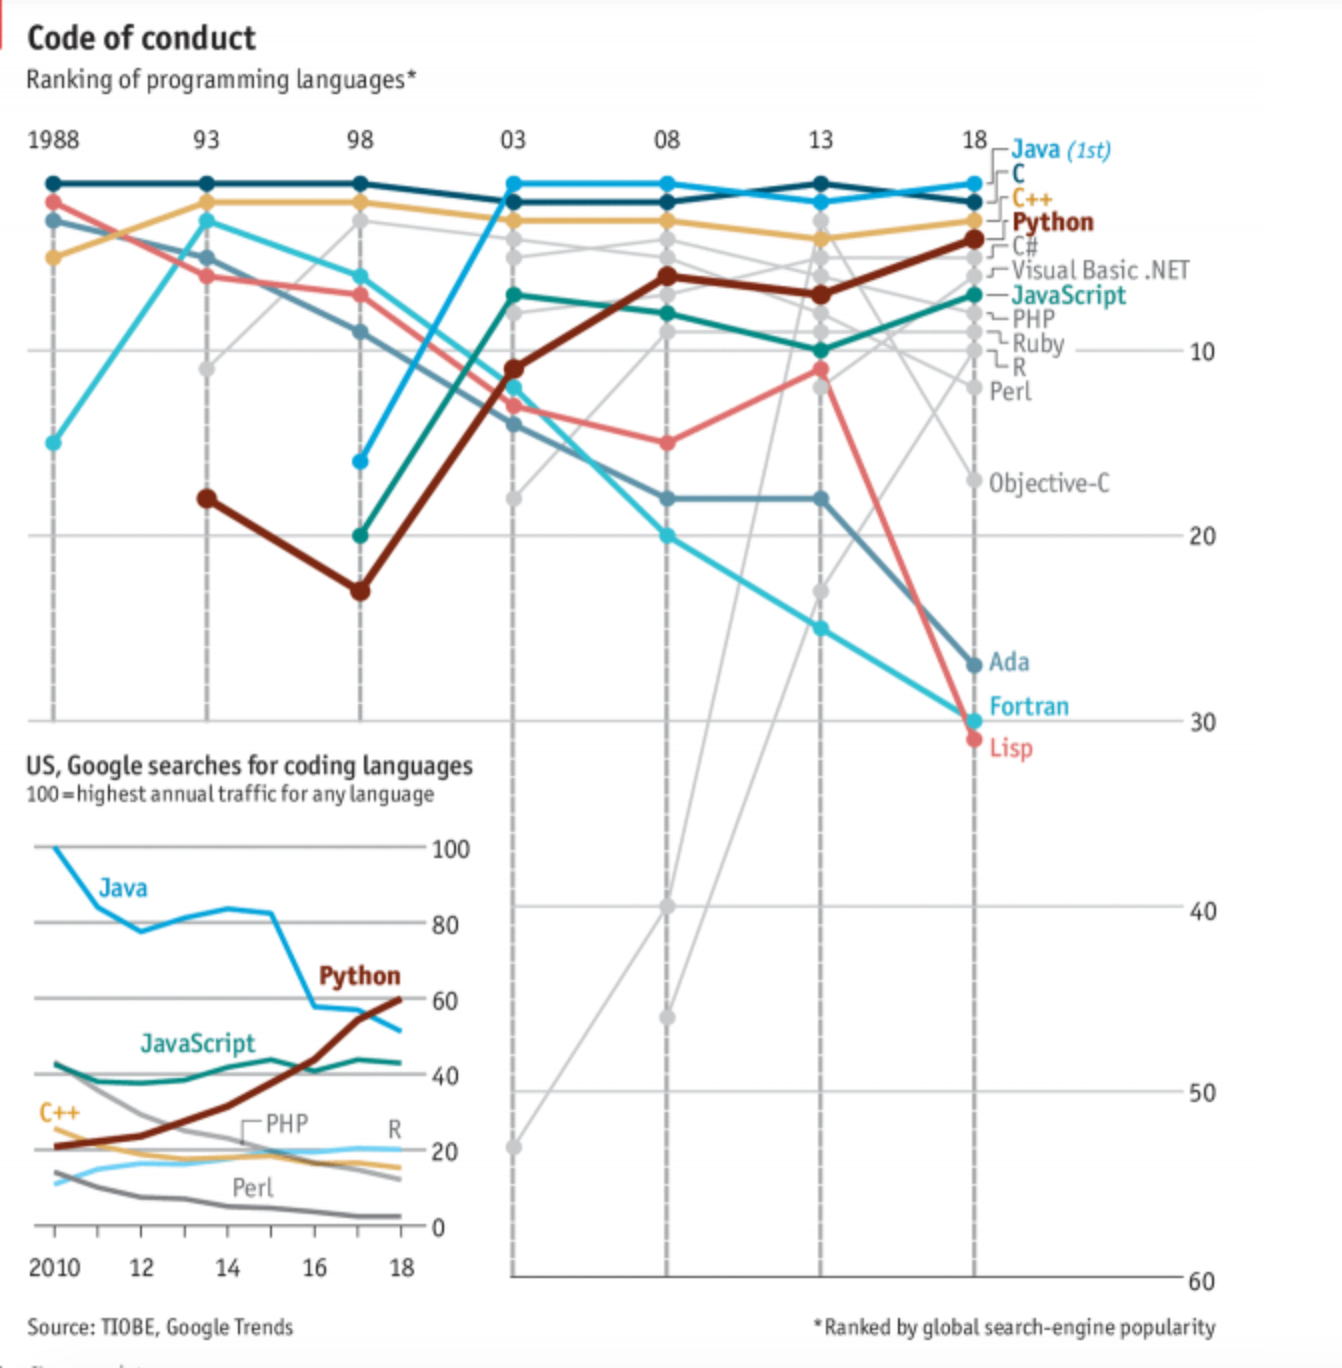 Code of conduct
Ranking of programming languages*
1988 93 98 03 08 13 18
Java (1st)
C
C++
Python
C#
Visual Basic .NET
JavaScript
PHP
Ruby
10
R
Perl
Objective-C
20
Ada
Fortran
30
Lisp
40
50
60
US, Google searches for coding languages
100=highest annual traffic for any language
100
Java
80
Python
60
JavaScript
40
C++
PHP
R
20
Perl
0
2010 12 14 16 18
Source: TIOBE, Google Trends
*Ranked by global search-engine popularity